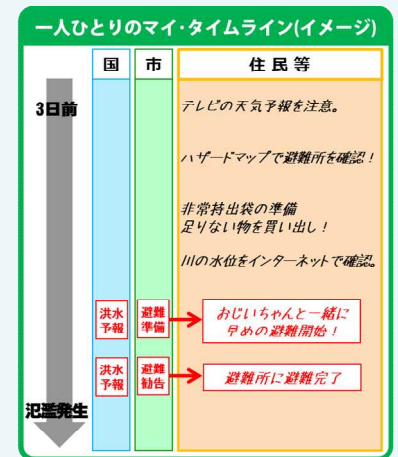 一人ひとりのマイ・タイムライン(イメージ)
国
市
住民等
3日前
テレビの天気予報を注意。
ハザードマップで避難所を確認！
非常持出袋の準備
足りない物を買い出し！
川の水位をインターネットで確認。
洪水
予報
避難
準備
おじいちゃんと一緒に
早めの避難開始！
洪水
予報
避難
勧告
避難所に避難完了
氾濫発生